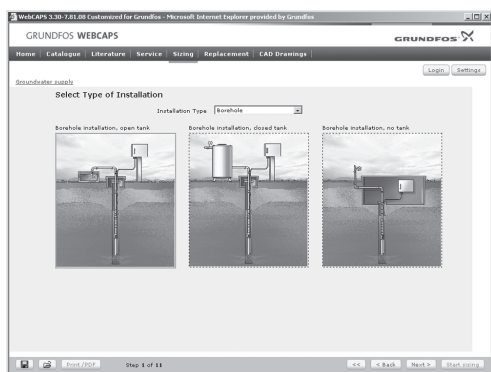 WebCAPS 3.30-7.81.08 Customized for Grundfos - Microsoft Internet Explorer provided by Grundfos
GRUNDFOS WEBCAPS
GRUNDFOS
Home Catalogue Literature Service Sizing Replacement CAD Drawings
Login Settings
Groundwater supply
Select Type of Installation
Installation Type Borehole
Borehole installation, open tank Borehole installation, closed tank Borehole installation, no tank
Print/PDF Step 1 of 11 << < Back Next > Start sizing